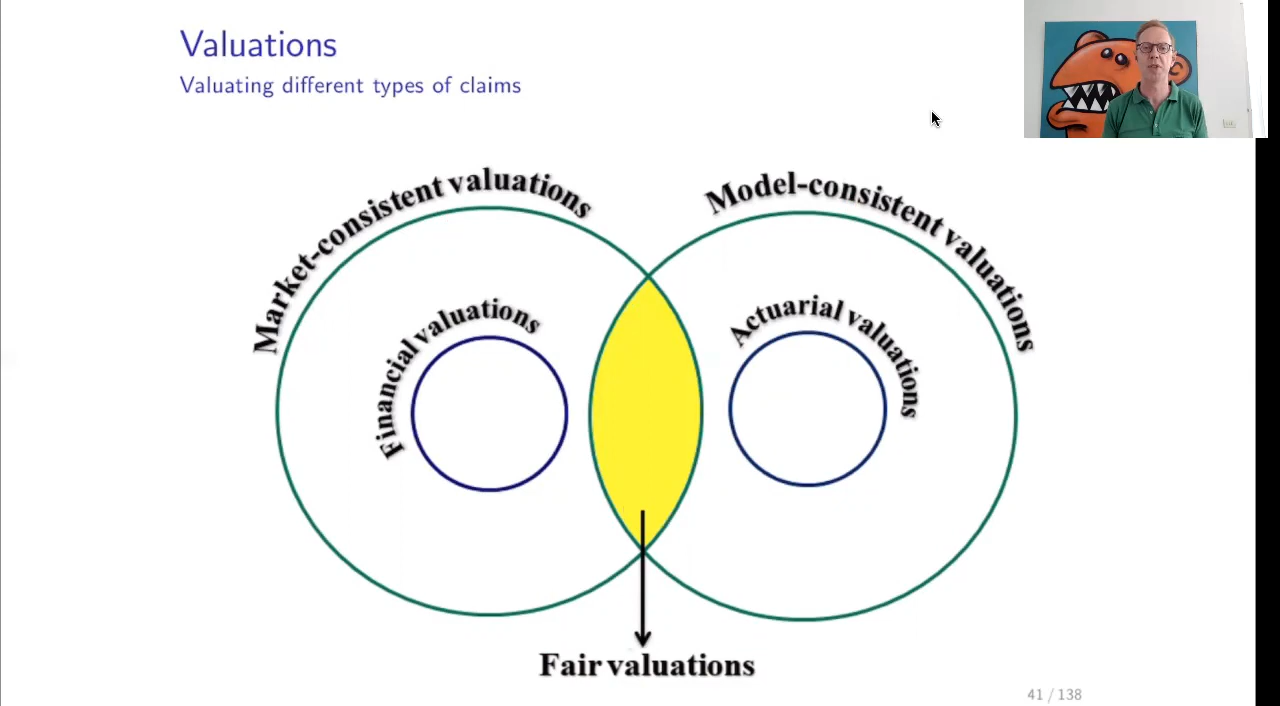 Valuations
Valuating different types of claims
Market-consistent valuations
Model-consistent valuations
Financial valuations
Actuarial valuations
Fair valuations
41 / 138